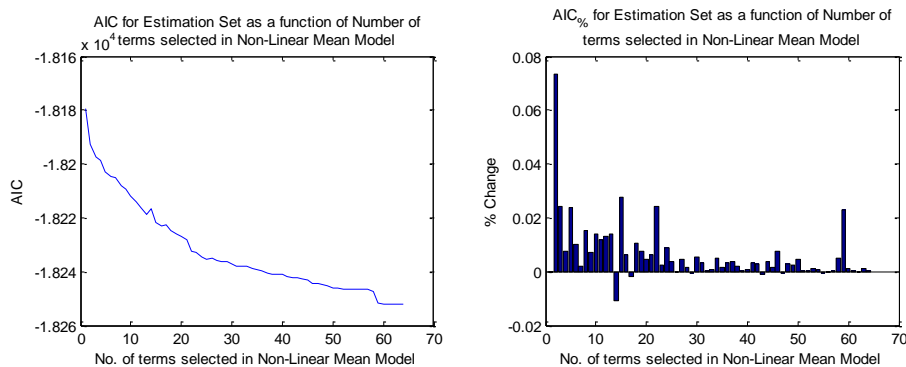 AIC for Estimation Set as a function of Number of
x 10^4 terms selected in Non-Linear Mean Model
-1.816
-1.818
-1.82
-1.822
-1.824
-1.826
AIC
0 10 20 30 40 50 60 70
No. of terms selected in Non-Linear Mean Model
AIC_% for Estimation Set as a function of Number of
terms selected in Non-Linear Mean Model
0.08
0.06
0.04
0.02
0
-0.02
% Change
0 10 20 30 40 50 60 70
No. of terms selected in Non-Linear Mean Model